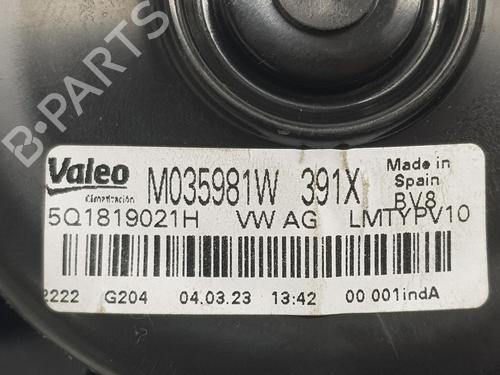 B-PARTS
Valeo
Climatización
M035981W 391X
Made in
Spain
BV8
5Q1819021H VW AG LMTYPV10
2222 G204 04.03.23 13:42 00 001indA